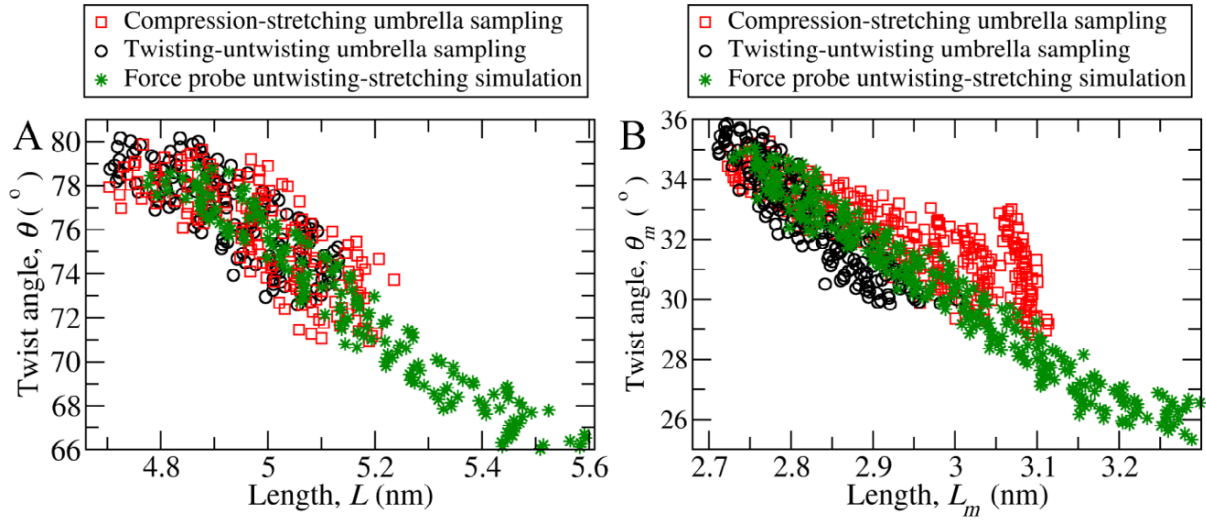 Compression-stretching umbrella sampling
Twisting-untwisting umbrella sampling
Force probe untwisting-stretching simulation
A
80
78
76
74
72
70
68
66
4.8
5
5.2
5.4
5.6
Twist angle, θ ( ° )
Length, L (nm)
Compression-stretching umbrella sampling
Twisting-untwisting umbrella sampling
Force probe untwisting-stretching simulation
B
36
34
32
30
28
26
2.7
2.8
2.9
3
3.1
3.2
Twist angle, θm ( ° )
Length, Lm (nm)